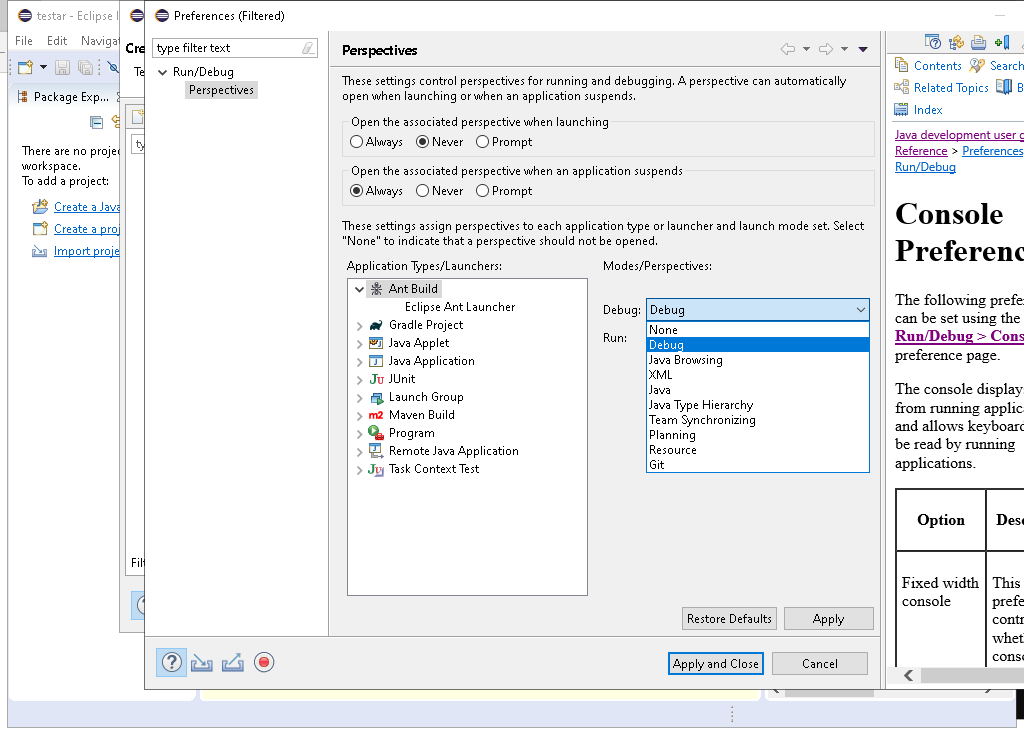 testar - Eclipse I
Preferences (Filtered)
File Edit Navigat
Package Exp...
There are no projec
workspace.
To add a project:
Create a Java
Create a proj
Import proje
Cre
Te
ty
Filt
type filter text
Run/Debug
Perspectives
Perspectives
These settings control perspectives for running and debugging. A perspective can automatically
open when launching or when an application suspends.
Open the associated perspective when launching
Always Never Prompt
Open the associated perspective when an application suspends
Always Never Prompt
These settings assign perspectives to each application type or launcher and launch mode set. Select
"None" to indicate that a perspective should not be opened.
Application Types/Launchers:
Ant Build
Eclipse Ant Launcher
Gradle Project
Java Applet
Java Application
JUnit
Launch Group
Maven Build
Program
Remote Java Application
Task Context Test
Modes/Perspectives:
Debug: Debug
Run:
None
Debug
Java Browsing
XML
Java
Java Type Hierarchy
Team Synchronizing
Planning
Resource
Git
Restore Defaults Apply
Apply and Close Cancel
Contents Search
Related Topics B
Index
Java development user g
Reference > Preferences
Run/Debug
Console
Preferenc
The following prefe
can be set using the
Run/Debug > Cons
preference page.
The console display
from running applica
and allows keyboard
be read by running
applications.
Option Desc
Fixed width
console
This
prefe
contr
wheth
conso